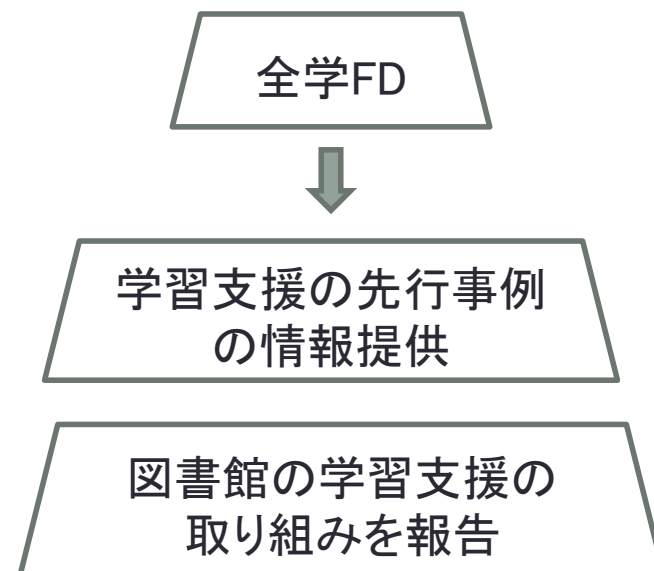 全学FD
学習支援の先行事例
の情報提供
図書館の学習支援の
取り組みを報告